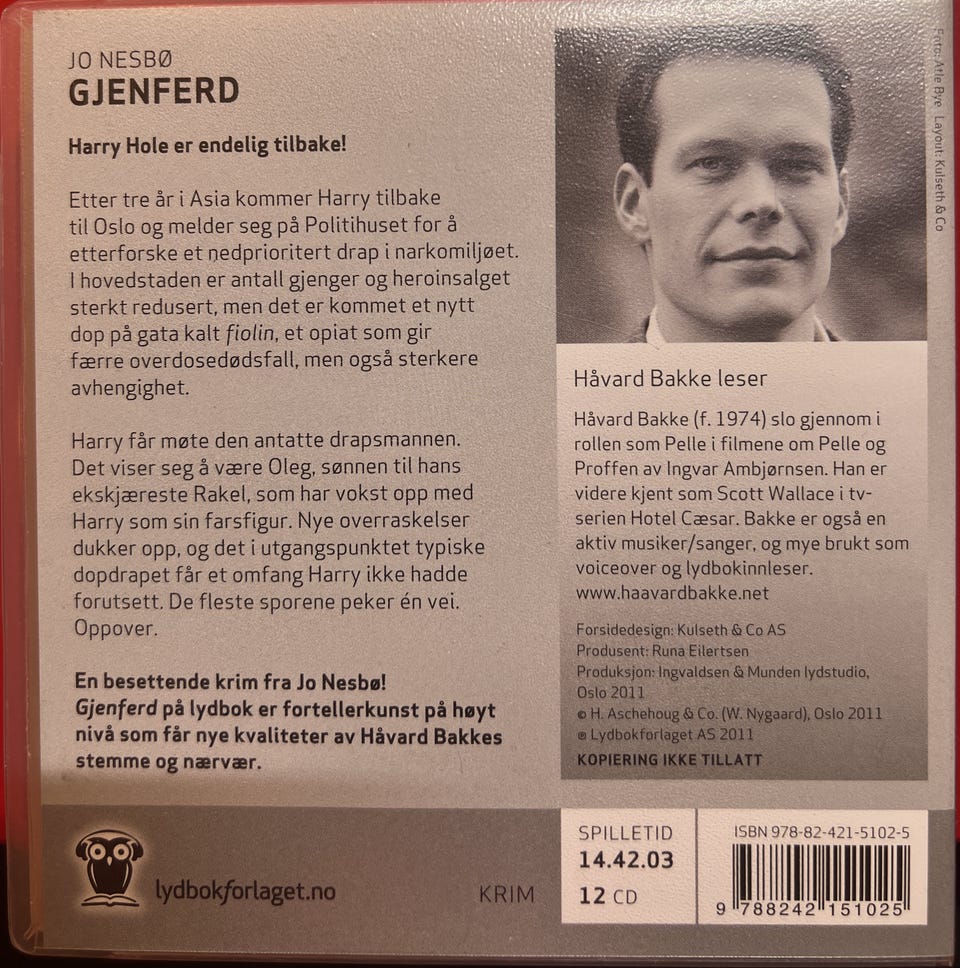 JO NESBØ
GJENFERD
Harry Hole er endelig tilbake!
Etter tre år i Asia kommer Harry tilbake
til Oslo og melder seg på Politihuset for å
etterforske et nedprioritert drap i narkomiljøet.
I hovedstaden er antall gjenger og heroinsalget
sterkt redusert, men det er kommet et nytt
dop på gata kalt fiolin, et opiat som gir
færre overdosedødsfall, men også sterkere
avhengighet.
Harry får møte den antatte drapsmannen.
Det viser seg å være Oleg, sønnen til hans
ekskjæreste Rakel, som har vokst opp med
Harry som sin farsfigur. Nye overraskelser
dukker opp, og det i utgangspunktet typiske
dopdrapet får et omfang Harry ikke hadde
forutsett. De fleste sporene peker én vei.
Oppover.
En besettende krim fra Jo Nesbø!
Gjenferd på lydbok er fortellerkunst på høyt
nivå som får nye kvaliteter av Håvard Bakkes
stemme og nærvær.
Foto: Atle Bye Layout: Kulseth & Co
Håvard Bakke leser
Håvard Bakke (f. 1974) slo gjennom i
rollen som Pelle i filmene om Pelle og
Proffen av Ingvar Ambjørnsen. Han er
videre kjent som Scott Wallace i tv-
serien Hotel Cæsar. Bakke er også en
aktiv musiker/sanger, og mye brukt som
voiceover og lydbokinnleser.
www.haavardbakke.net
Forsidedesign: Kulseth & Co AS
Produsent: Runa Eilertsen
Produksjon: Ingvaldsen & Munden lydstudio,
Oslo 2011
© H. Aschehoug & Co. (W. Nygaard), Oslo 2011
℗ Lydbokforlaget AS 2011
KOPIERING IKKE TILLATT
lydbokforlaget.no
KRIM
SPILLETID
14.42.03
12 CD
ISBN 978-82-421-5102-5
9 788242 151025